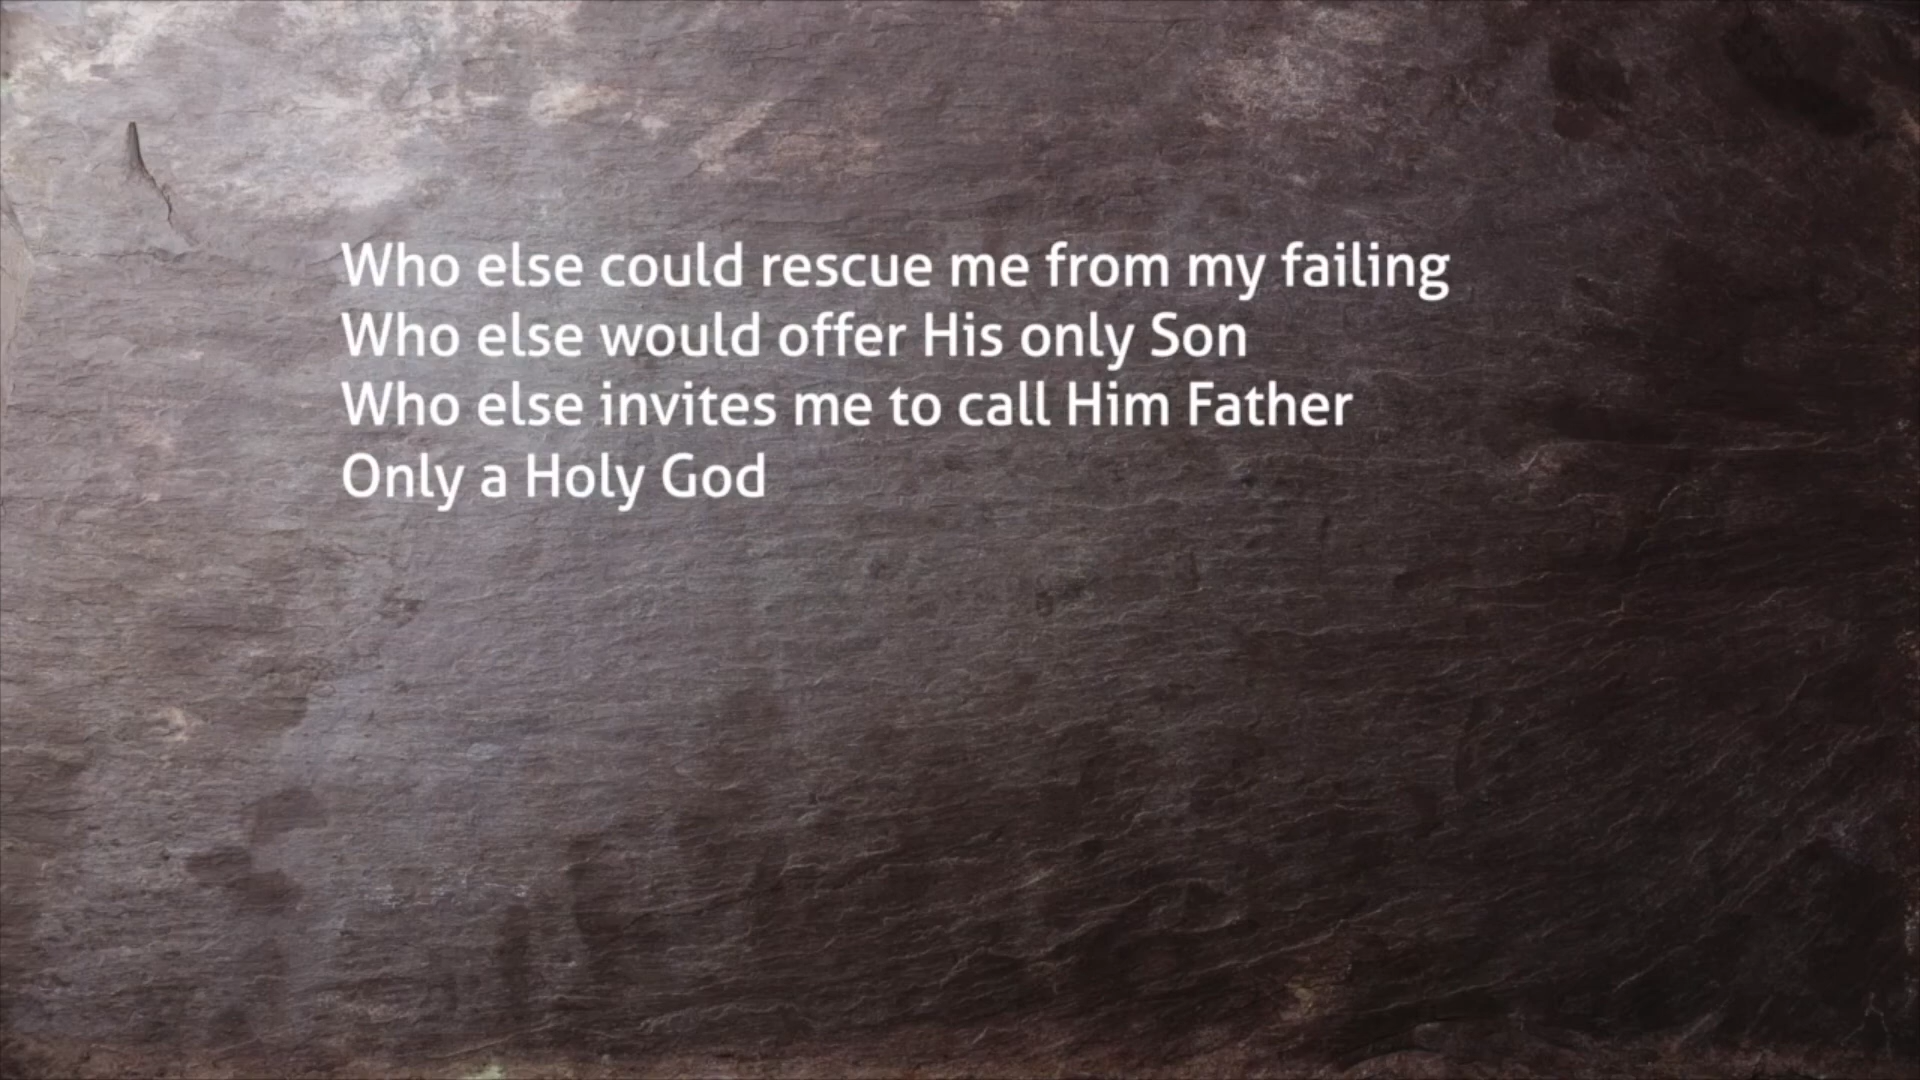 Who else could rescue me from my failing
Who else would offer His only Son
Who else invites me to call Him Father
Only a Holy God